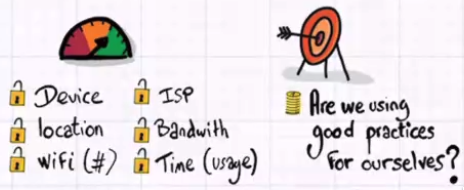 Device
location
WiFi (#)
ISP
Bandwith
Time (usage)
Are we using
good practices
For ourselves?